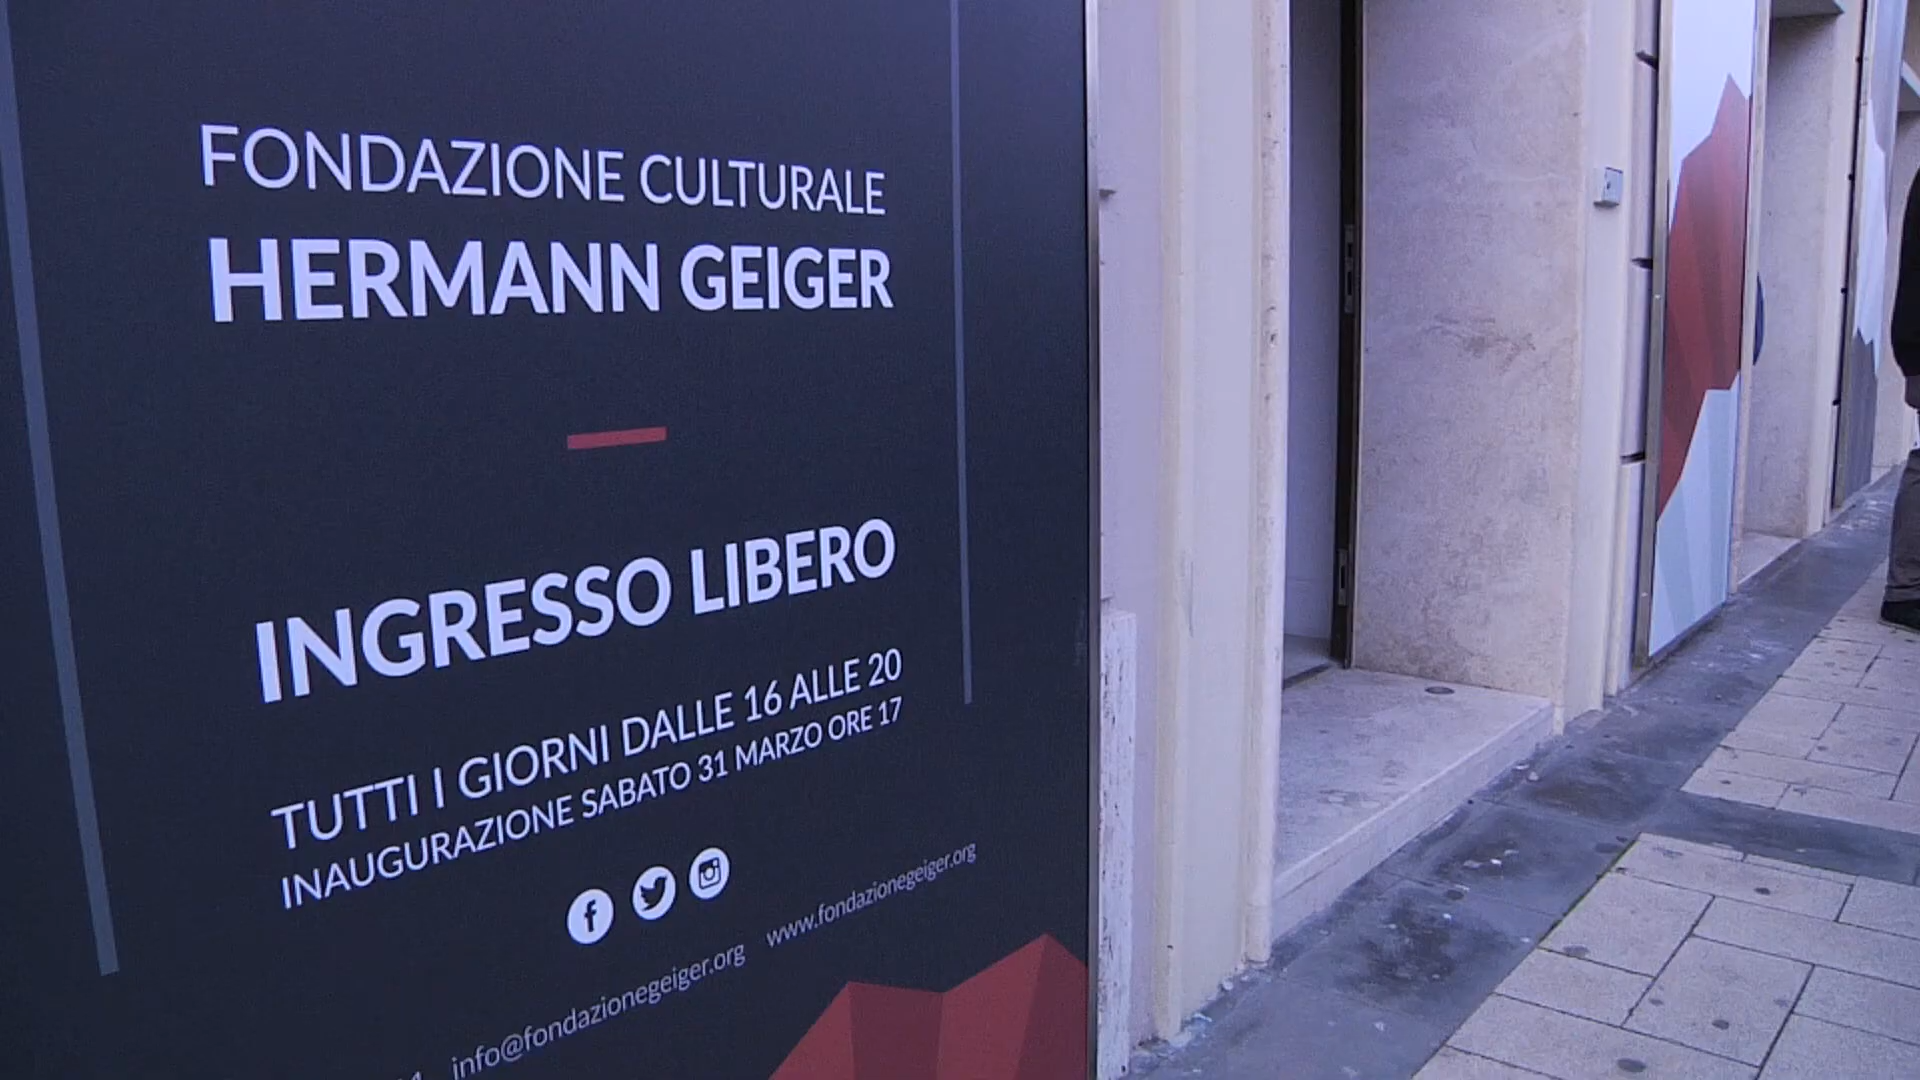 FONDAZIONE CULTURALE
HERMANN GEIGER
INGRESSO LIBERO
TUTTI I GIORNI DALLE 16 ALLE 20
INAUGURAZIONE SABATO 31 MARZO ORE 17
info@fondazionegeiger.org www.fondazionegeiger.org